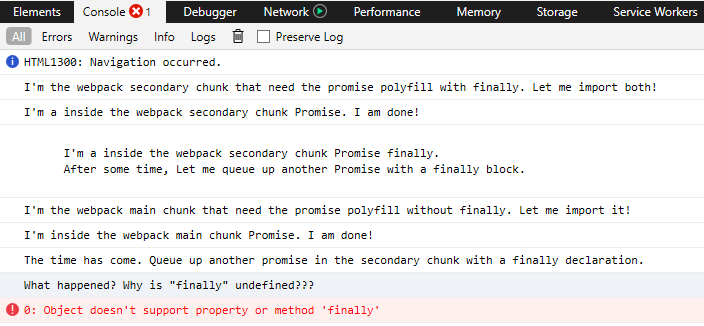 Elements Console 1 Debugger Network Performance Memory Storage Service Workers
All Errors Warnings Info Logs Preserve Log
HTML1300: Navigation occurred.
I'm the webpack secondary chunk that need the promise polyfill with finally. Let me import both!
I'm a inside the webpack secondary chunk Promise. I am done!
I'm a inside the webpack secondary chunk Promise finally.
After some time, Let me queue up another Promise with a finally block.
I'm the webpack main chunk that need the promise polyfill without finally. Let me import it!
I'm inside the webpack main chunk Promise. I am done!
The time has come. Queue up another promise in the secondary chunk with a finally declaration.
What happened? Why is "finally" undefined???
0: Object doesn't support property or method 'finally'